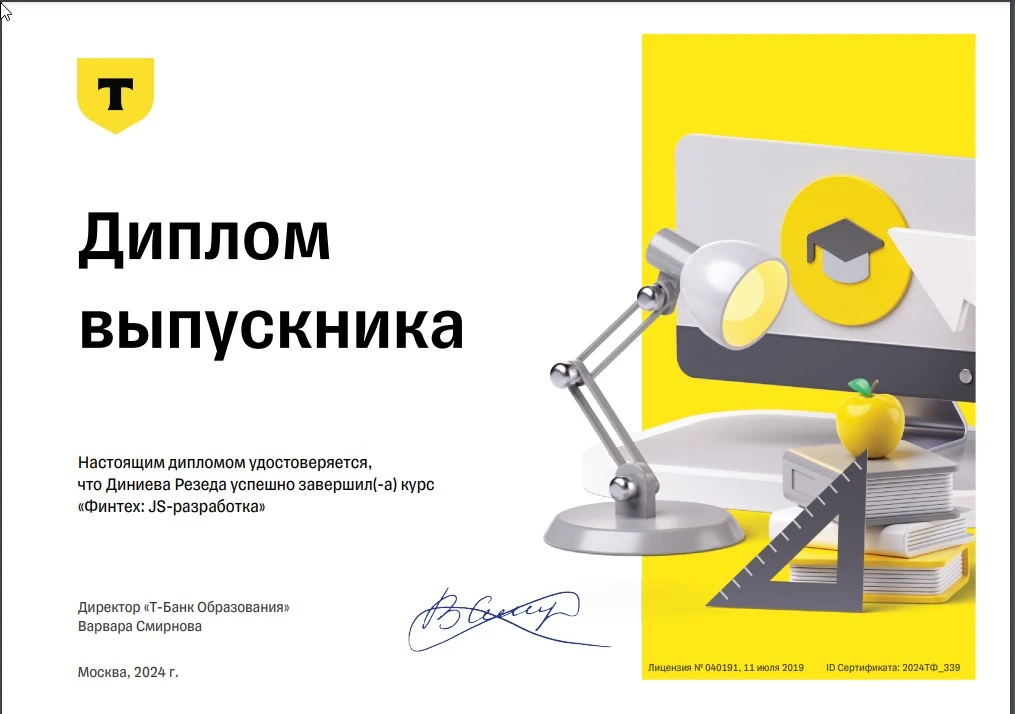 Т
Диплом
выпускника
Настоящим дипломом удостоверяется,
что Диниева Резеда успешно завершил(-а) курс
«Финтех: JS-разработка»
Директор «Т-Банк Образования»
Варвара Смирнова
Москва, 2024 г.
Лицензия № 040191, 11 июля 2019 ID Сертификата: 2024ТФ_339